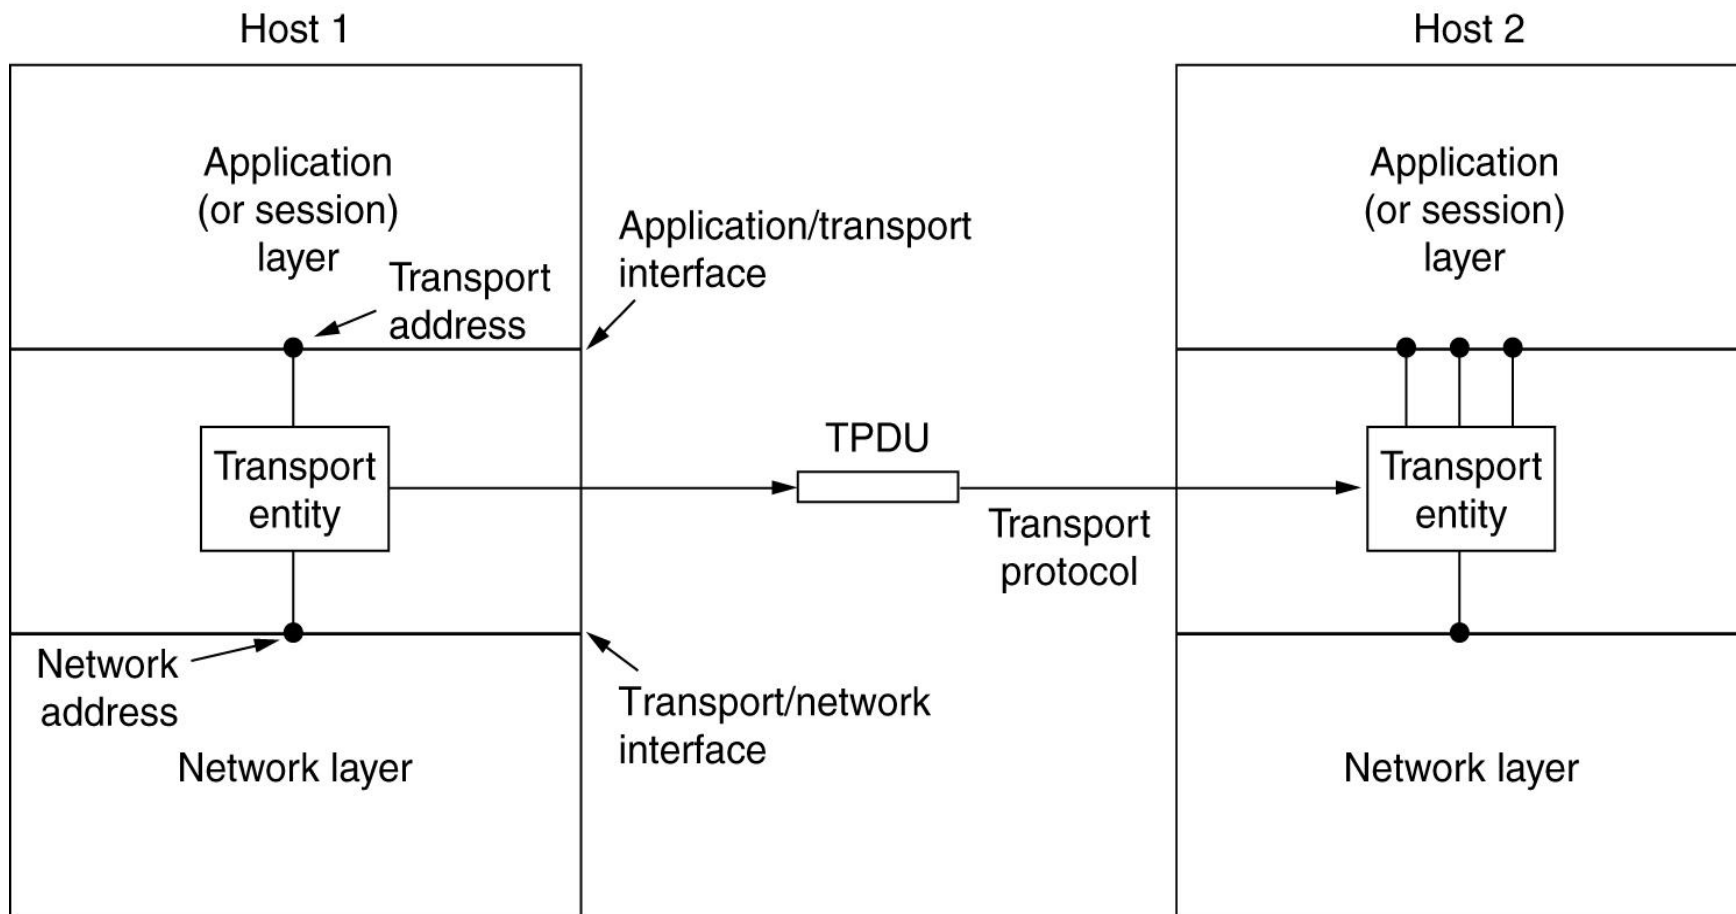 Host 1
Host 2
Application
(or session)
layer
Transport
address
Application/transport
interface
Application
(or session)
layer
Transport
entity
TPDU
Transport
protocol
Transport
entity
Network
address
Network layer
Transport/network
interface
Network layer